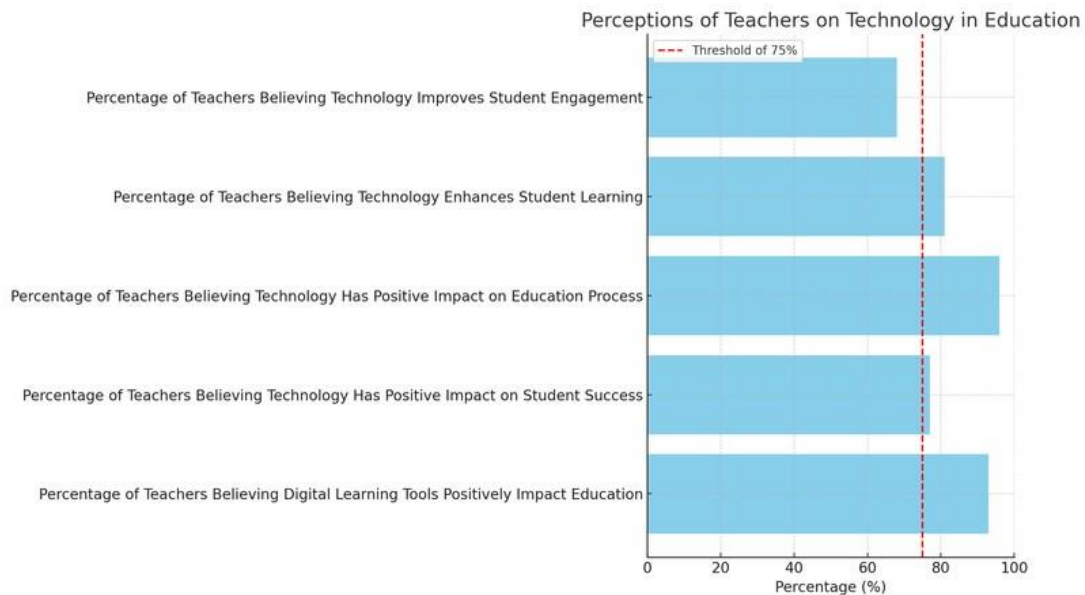 Perceptions of Teachers on Technology in Education
Threshold of 75%
Percentage of Teachers Believing Technology Improves Student Engagement
Percentage of Teachers Believing Technology Enhances Student Learning
Percentage of Teachers Believing Technology Has Positive Impact on Education Process
Percentage of Teachers Believing Technology Has Positive Impact on Student Success
Percentage of Teachers Believing Digital Learning Tools Positively Impact Education
0 20 40 60 80 100
Percentage (%)